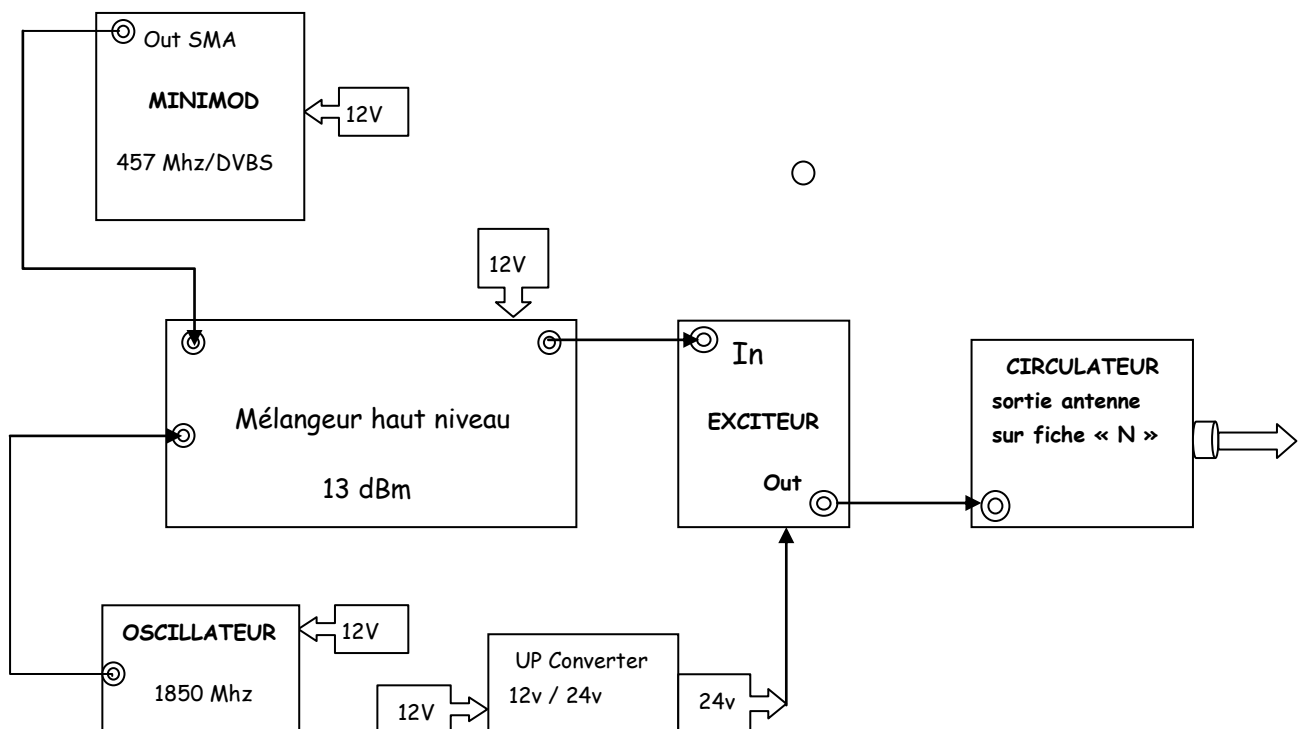 Out SMA
MINIMOD
457 Mhz/DVBS
12V
12V
Mélangeur haut niveau
13 dBm
In
EXCITEUR
Out
CIRCULATEUR
sortie antenne
sur fiche « N »
OSCILLATEUR
1850 Mhz
12V
12V
UP Converter
12v / 24v
24v